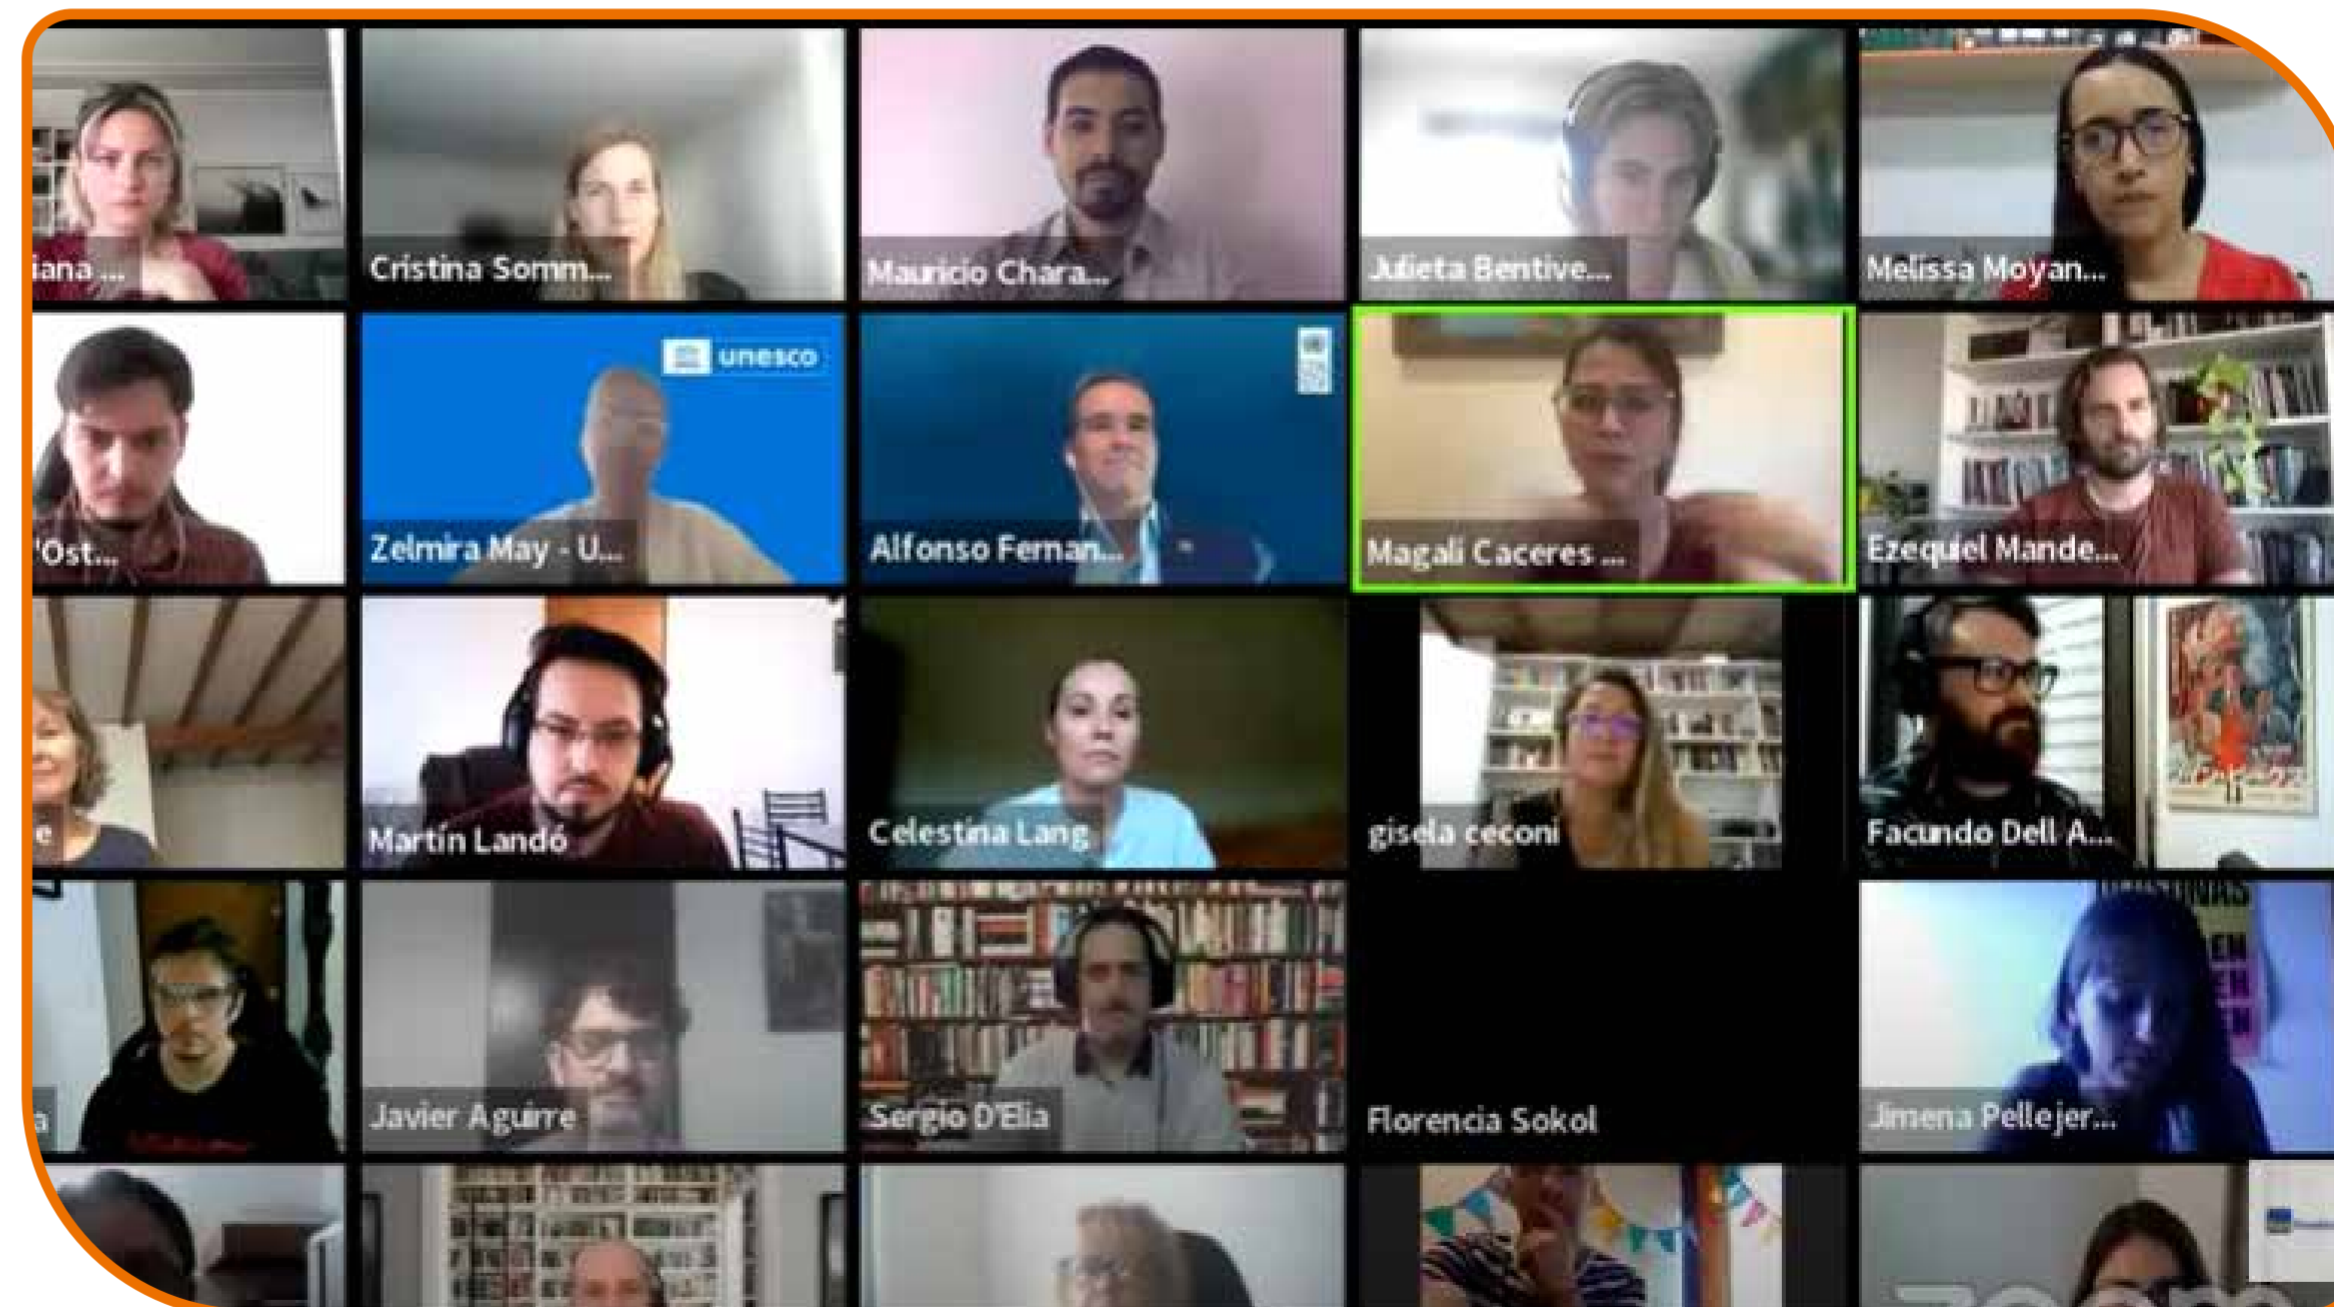 iana ...
Cristina Somm...
Mauricio Chara...
Julieta Bentive...
Melissa Moyan...
'Ost...
unesco
Zelmira May - U...
Alfonso Fernan...
Magali Caceres ...
Ezequiel Mande...
e
Martín Landó
Celestina Lang
gisela ceconi
Facundo Dell A...
a
Javier Aguirre
Sergio D'Elia
Florencia Sokol
Jimena Pellejer...
zoom